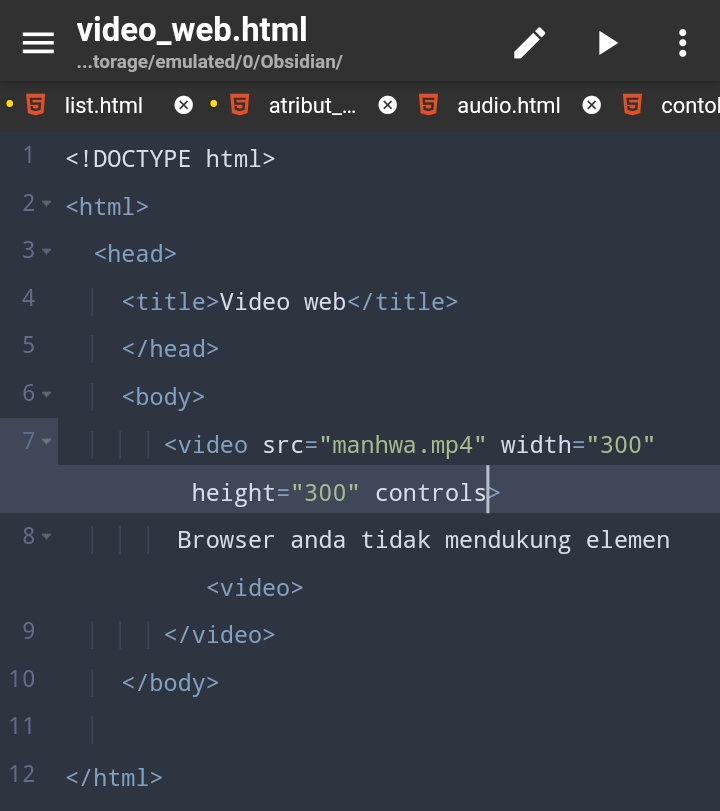 video_web.html
...torage/emulated/0/Obsidian/
list.html atribut_... audio.html contol
1 <!DOCTYPE html>
2 <html>
3 <head>
4 <title>Video web</title>
5 </head>
6 <body>
7 <video src="manhwa.mp4" width="300"
height="300" controls>
8 Browser anda tidak mendukung elemen
<video>
9 </video>
10 </body>
11
12 </html>